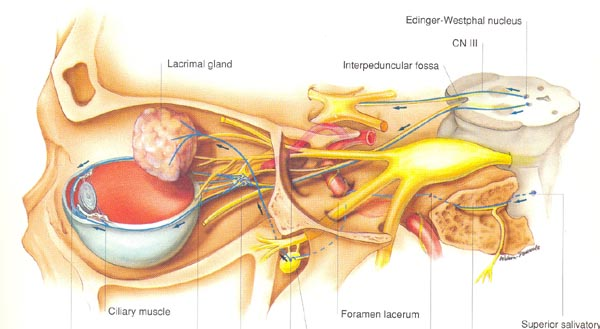 Edinger-Westphal nucleus
CN III
Lacrimal gland
Interpeduncular fossa
Ciliary muscle
Foramen lacerum
Superior salivatory